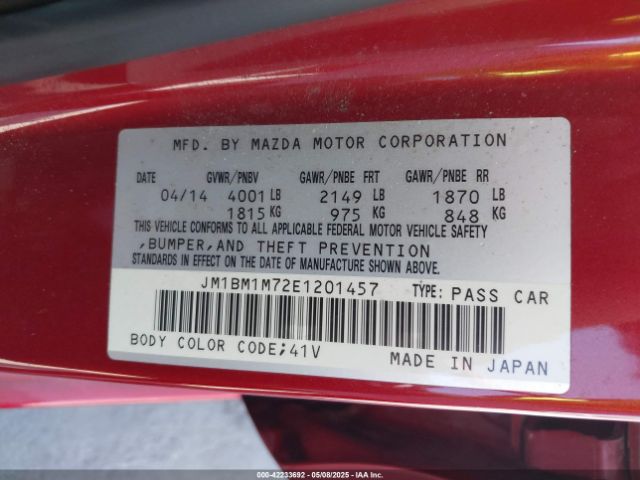 MFD. BY MAZDA MOTOR CORPORATION
DATE GVWR/PNBV GAWR/PNBE FRT GAWR/PNBE RR
04/14 4001 LB 2149 LB 1870 LB
1815 KG 975 KG 848 KG
THIS VEHICLE CONFORMS TO ALL APPLICABLE FEDERAL MOTOR VEHICLE SAFETY
,BUMPER,AND THEFT PREVENTION
STANDARDS IN EFFECT ON THE DATE OF MANUFACTURE SHOWN ABOVE.
JM1BM1M72E1201457 TYPE: PASS CAR
BODY COLOR CODE;41V MADE IN JAPAN
000-42233692 - 05/08/2025 - IAAI, Inc.